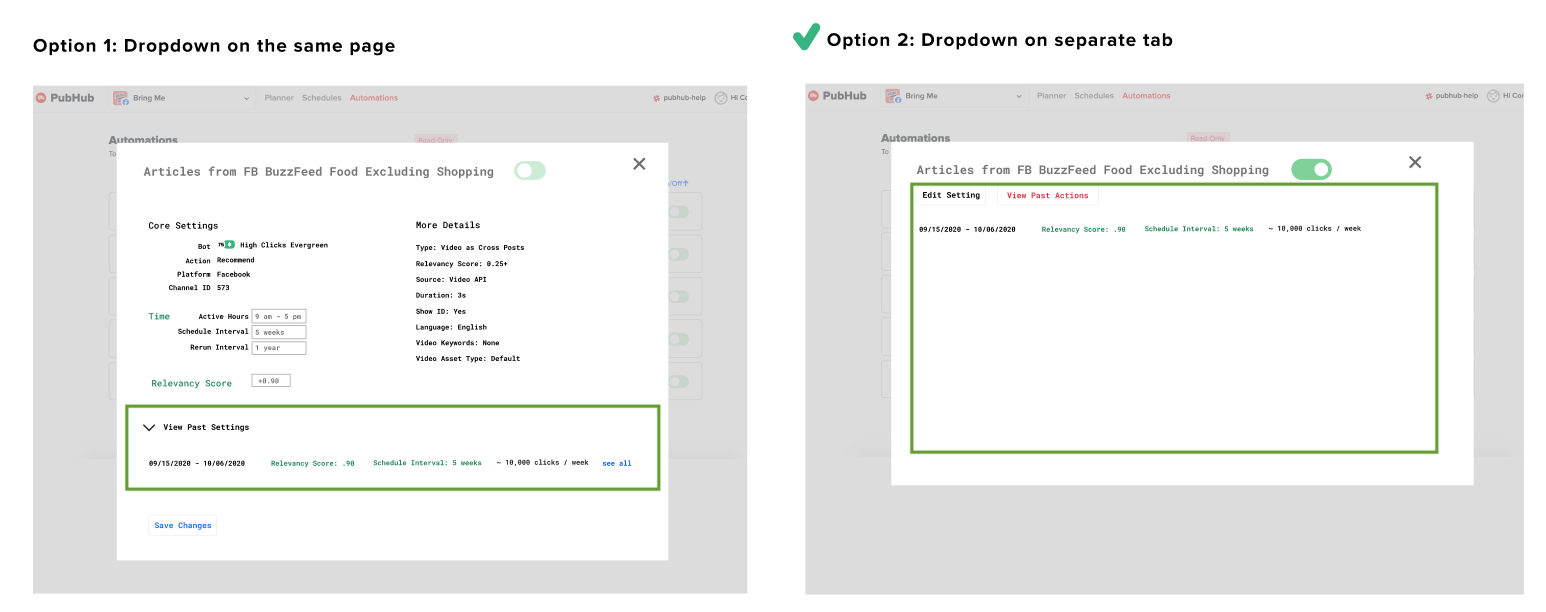 Option 1: Dropdown on the same page
PubHub
Bring Me
Planner Schedules Automations
pubhub-help
Automations
Read-Only
To
Articles from FB BuzzFeed Food Excluding Shopping
/Off↑
Core Settings
Bot High Clicks Evergreen
Action Recommend
Platform Facebook
Channel ID 573
Time
Active Hours 9 am - 5 pm
Schedule Interval 5 weeks
Rerun Interval 1 year
Relevancy Score +0.90
More Details
Type: Video as Cross Posts
Relevancy Score: 0.25+
Source: Video API
Duration: 3s
Show ID: Yes
Language: English
Video Keywords: None
Video Asset Type: Default
View Past Settings
09/15/2020 - 10/06/2020 Relevancy Score: .90 Schedule Interval: 5 weeks ~ 10,000 clicks / week see all
Save Changes
Option 2: Dropdown on separate tab
PubHub
Bring Me
Planner Schedules Automations
pubhub-help
Automations
Read-Only
To
Articles from FB BuzzFeed Food Excluding Shopping
Edit Setting View Past Actions
09/15/2020 - 10/06/2020 Relevancy Score: .90 Schedule Interval: 5 weeks ~ 10,000 clicks / week